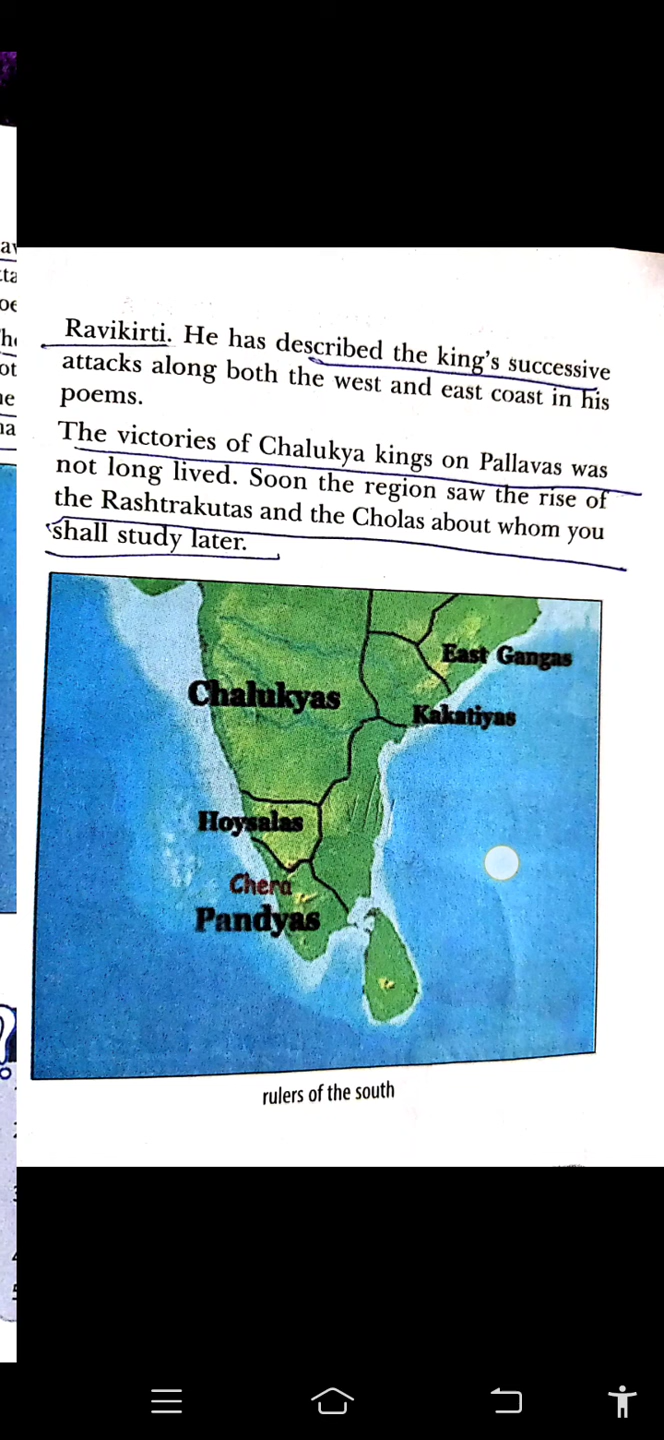 Ravikirti. He has described the king's successive
attacks along both the west and east coast in his
poems.
The victories of Chalukya kings on Pallavas was
not long lived. Soon the region saw the rise of
the Rashtrakutas and the Cholas about whom you
shall study later.
East Gangas
Chalukyas
Kakatiyas
Hoysalas
Chera
Pandyas
rulers of the south